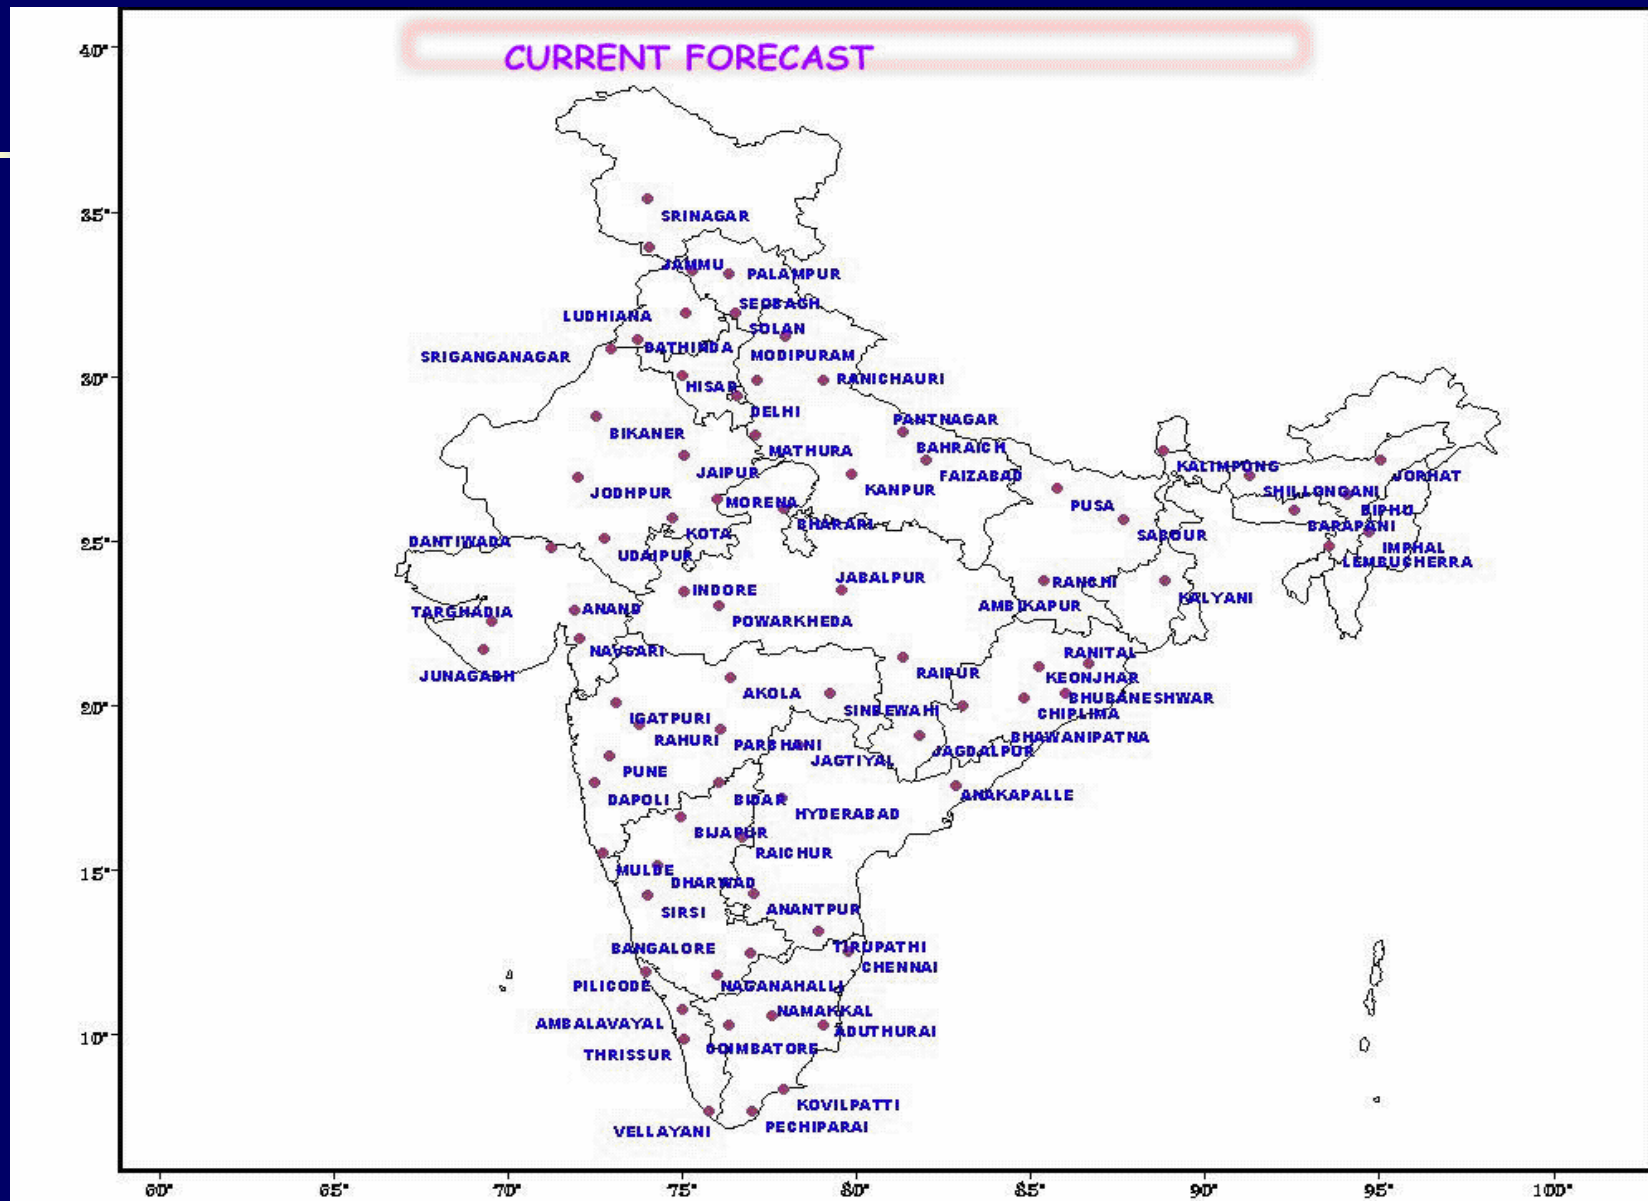 CURRENT FORECAST
40°
35°
SRINAGAR
JAMMU
PALAMPUR
SEOBAGH
LUDHIANA
SOLAN
BATHINDA
SRIGANGANAGAR
MODIPURAM
30°
HISAR
RANICHAURI
DELHI
PANTNAGAR
BIKANER
MATHURA
BAHRAICH
JAIPUR
FAIZABAD
KALIMPONG
JORHAT
JODHPUR
KANPUR
SHILLONGANI
MORENA
PUSA
BHARARI
BARAPANI
25°
DANTIWADA
KOTA
SABOUR
UDAIPUR
IMPHAL
LEMBUCHERRA
JABALPUR
RANCHI
INDORE
KALYANI
TARGHADIA
ANAND
AMBIKAPUR
POWARKHEDA
NAVSARI
RANITAL
JUNAGADH
RAIPUR
KEONJHAR
AKOLA
BHUBANESHWAR
20°
IGATPURI
SINDEWAHI
CHIPLIMA
RAHURI
PARBHANI
BHAWANIPATNA
JAGTIYAL
JAGDALPUR
PUNE
DAPOLI
BIDAR
ANAKAPALLE
HYDERABAD
BIJAPUR
RAICHUR
15°
MULDE
DHARWAD
SIRSI
ANANTPUR
BANGALORE
TIRUPATHI
CHENNAI
PILICODE
NAGANAHALLI
NAMAKKAL
AMBALAVAYAL
ADUTHURAI
10°
THRISSUR
COIMBATORE
KOVILPATTI
VELLAYANI
PECHIPARAI
60° 65° 70° 75° 80° 85° 90° 95° 100°